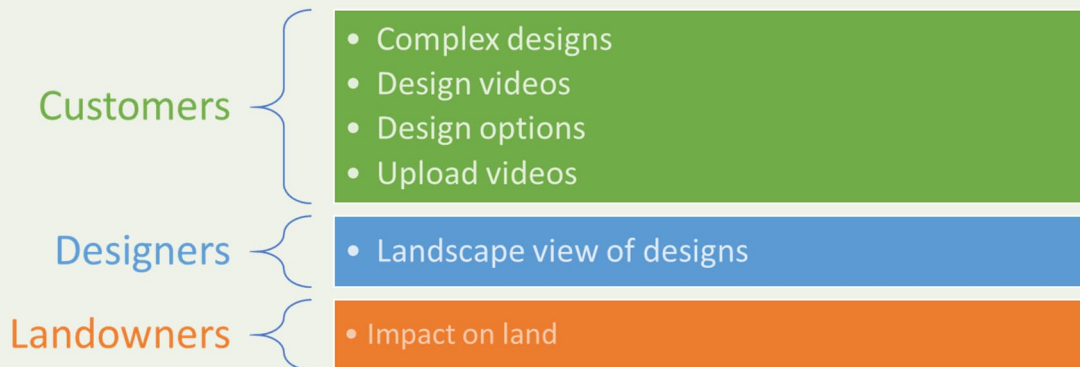 Customers
• Complex designs
• Design videos
• Design options
• Upload videos
Designers
• Landscape view of designs
Landowners
• Impact on land